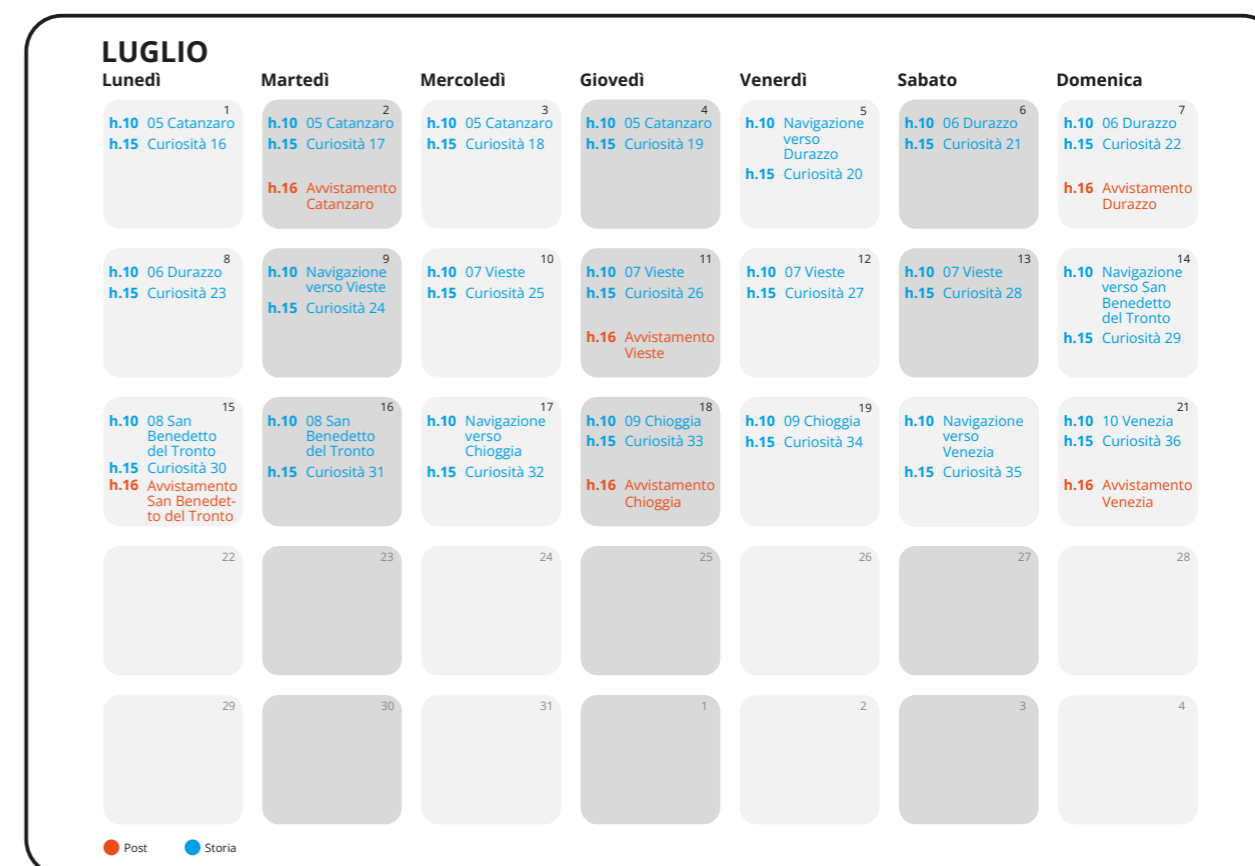 LUGLIO
Lunedì Martedì Mercoledì Giovedì Venerdì Sabato Domenica
1
h.10 05 Catanzaro
h.15 Curiosità 16
2
h.10 05 Catanzaro
h.15 Curiosità 17
h.16 Avvistamento
Catanzaro
3
h.10 05 Catanzaro
h.15 Curiosità 18
4
h.10 05 Catanzaro
h.15 Curiosità 19
5
h.10 Navigazione
verso
Durazzo
h.15 Curiosità 20
6
h.10 06 Durazzo
h.15 Curiosità 21
7
h.10 06 Durazzo
h.15 Curiosità 22
h.16 Avvistamento
Durazzo
8
h.10 06 Durazzo
h.15 Curiosità 23
9
h.10 Navigazione
verso Vieste
h.15 Curiosità 24
10
h.10 07 Vieste
h.15 Curiosità 25
11
h.10 07 Vieste
h.15 Curiosità 26
h.16 Avvistamento
Vieste
12
h.10 07 Vieste
h.15 Curiosità 27
13
h.10 07 Vieste
h.15 Curiosità 28
14
h.10 Navigazione
verso San
Benedetto
del Tronto
h.15 Curiosità 29
15
h.10 08 San
Benedetto
del Tronto
h.15 Curiosità 30
h.16 Avvistamento
San Benedet-
to del Tronto
16
h.10 08 San
Benedetto
del Tronto
h.15 Curiosità 31
17
h.10 Navigazione
verso
Chioggia
h.15 Curiosità 32
18
h.10 09 Chioggia
h.15 Curiosità 33
h.16 Avvistamento
Chioggia
19
h.10 09 Chioggia
h.15 Curiosità 34
h.10 Navigazione
verso
Venezia
h.15 Curiosità 35
21
h.10 10 Venezia
h.15 Curiosità 36
h.16 Avvistamento
Venezia
22
23
24
25
26
27
28
29
30
31
1
2
3
4
Post Storia